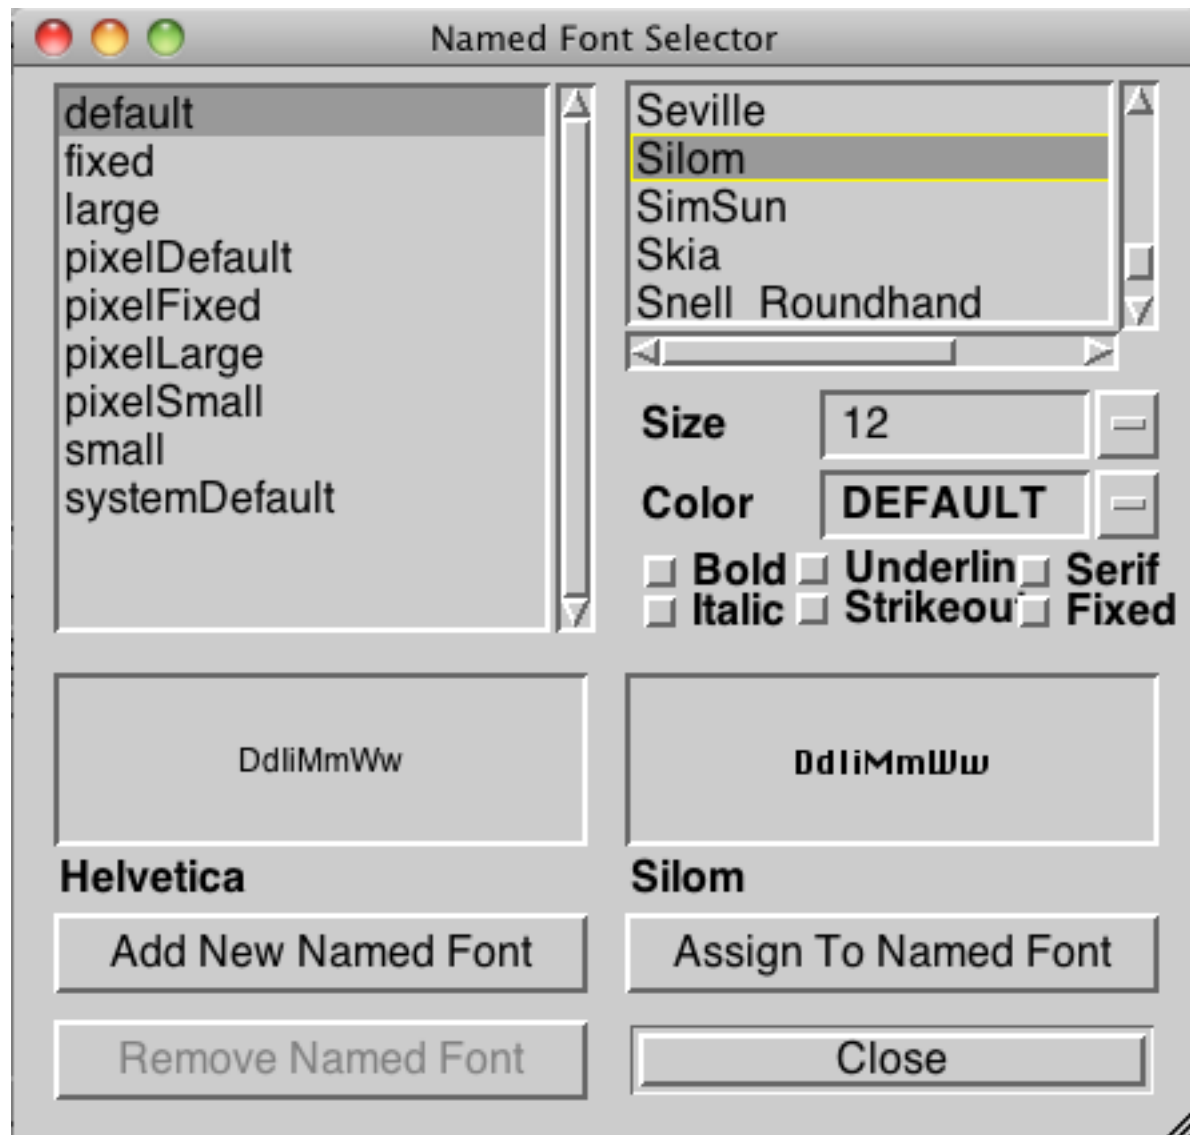 Named Font Selector
default
fixed
large
pixelDefault
pixelFixed
pixelLarge
pixelSmall
small
systemDefault
Seville
Silom
SimSun
Skia
Snell Roundhand
Size 12
Color DEFAULT
Bold Underlin Serif
Italic Strikeout Fixed
DdIiMmWw
DdIiMmWw
Helvetica
Silom
Add New Named Font
Assign To Named Font
Remove Named Font
Close